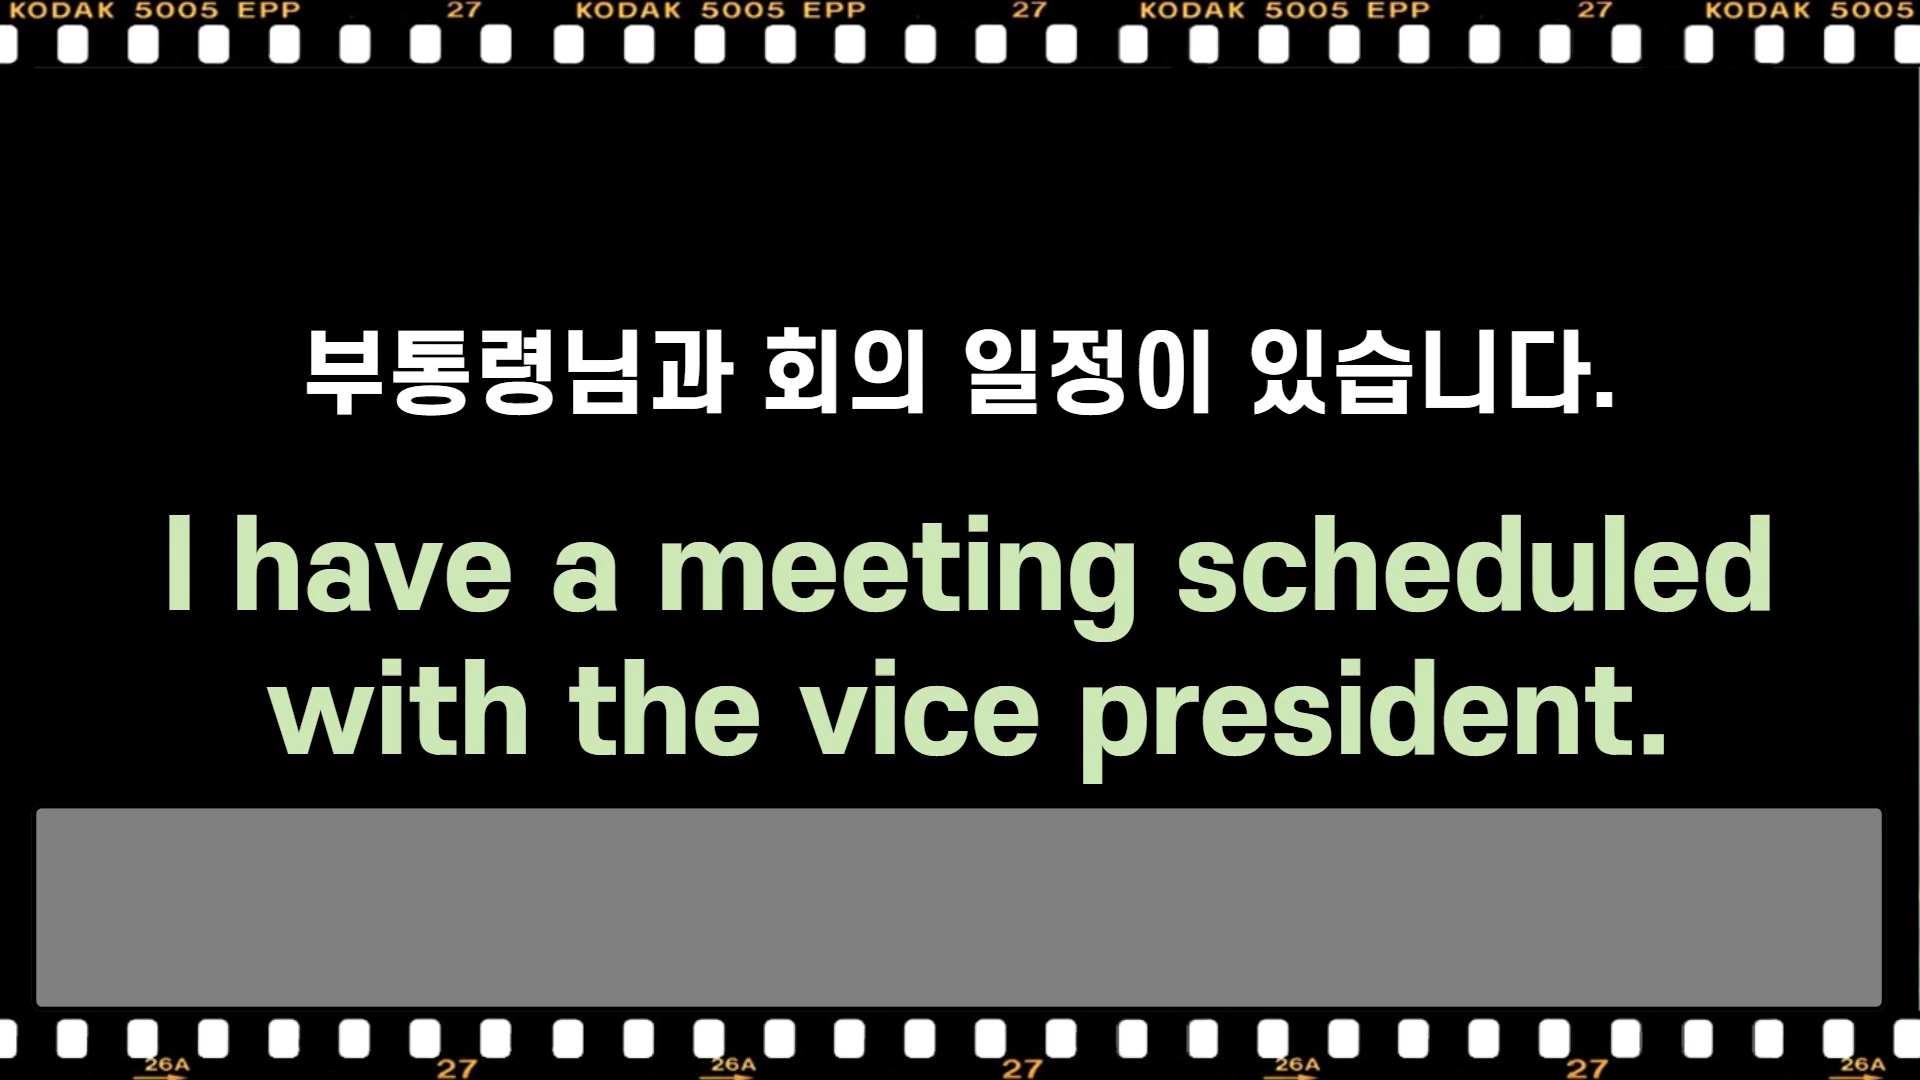 KODAK 5005 EPP 27 KODAK 5005 EPP 27 KODAK 5005 EPP 27 KODAK 5005
부통령님과 회의 일정이 있습니다.
I have a meeting scheduled
with the vice president.
26A 27 26A 27 26A 27 26A